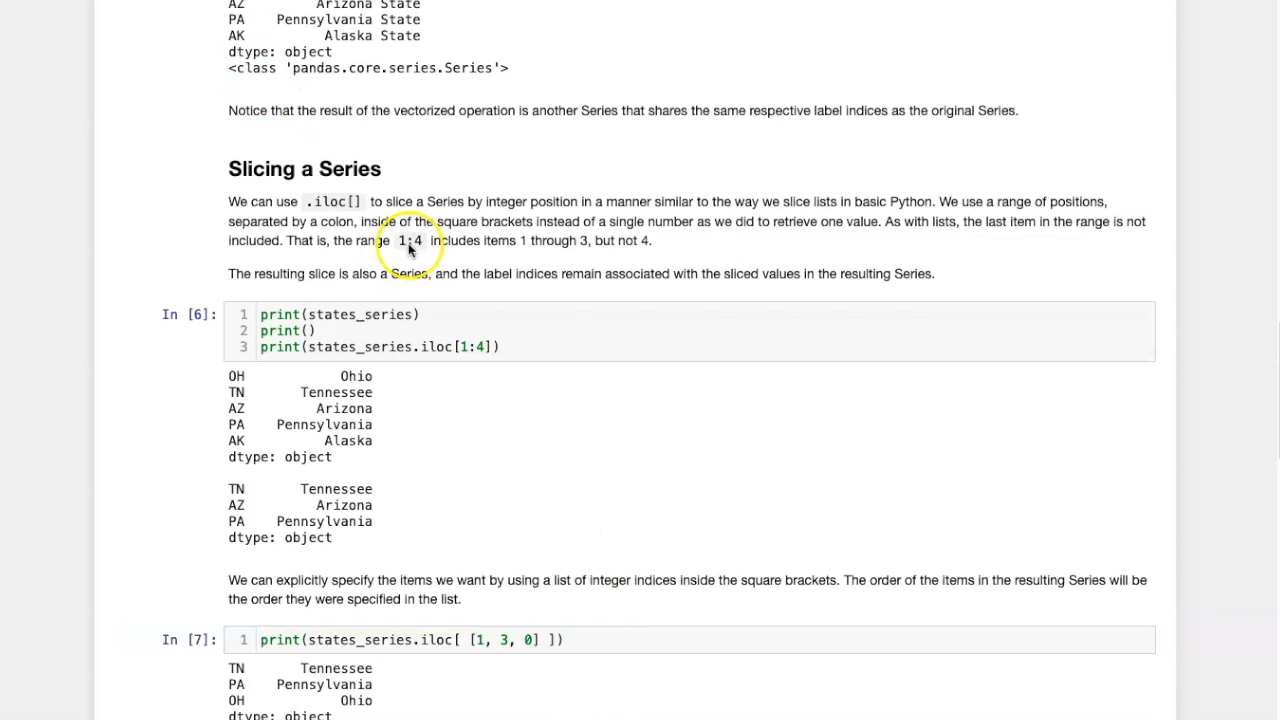 AZ        Arizona State
PA    Pennsylvania State
AK         Alaska State
dtype: object
<class 'pandas.core.series.Series'>
Notice that the result of the vectorized operation is another Series that shares the same respective label indices as the original Series.
Slicing a Series
We can use .iloc[] to slice a Series by integer position in a manner similar to the way we slice lists in basic Python. We use a range of positions,
separated by a colon, inside of the square brackets instead of a single number as we did to retrieve one value. As with lists, the last item in the range is not
included. That is, the range 1:4 includes items 1 through 3, but not 4.
The resulting slice is also a Series, and the label indices remain associated with the sliced values in the resulting Series.
In [6]: 1 print(states_series)
2 print()
3 print(states_series.iloc[1:4])
OH            Ohio
TN       Tennessee
AZ         Arizona
PA    Pennsylvania
AK          Alaska
dtype: object
TN       Tennessee
AZ         Arizona
PA    Pennsylvania
dtype: object
We can explicitly specify the items we want by using a list of integer indices inside the square brackets. The order of the items in the resulting Series will be
the order they were specified in the list.
In [7]: 1 print(states_series.iloc[ [1, 3, 0] ])
TN       Tennessee
PA    Pennsylvania
OH            Ohio
dtype: object